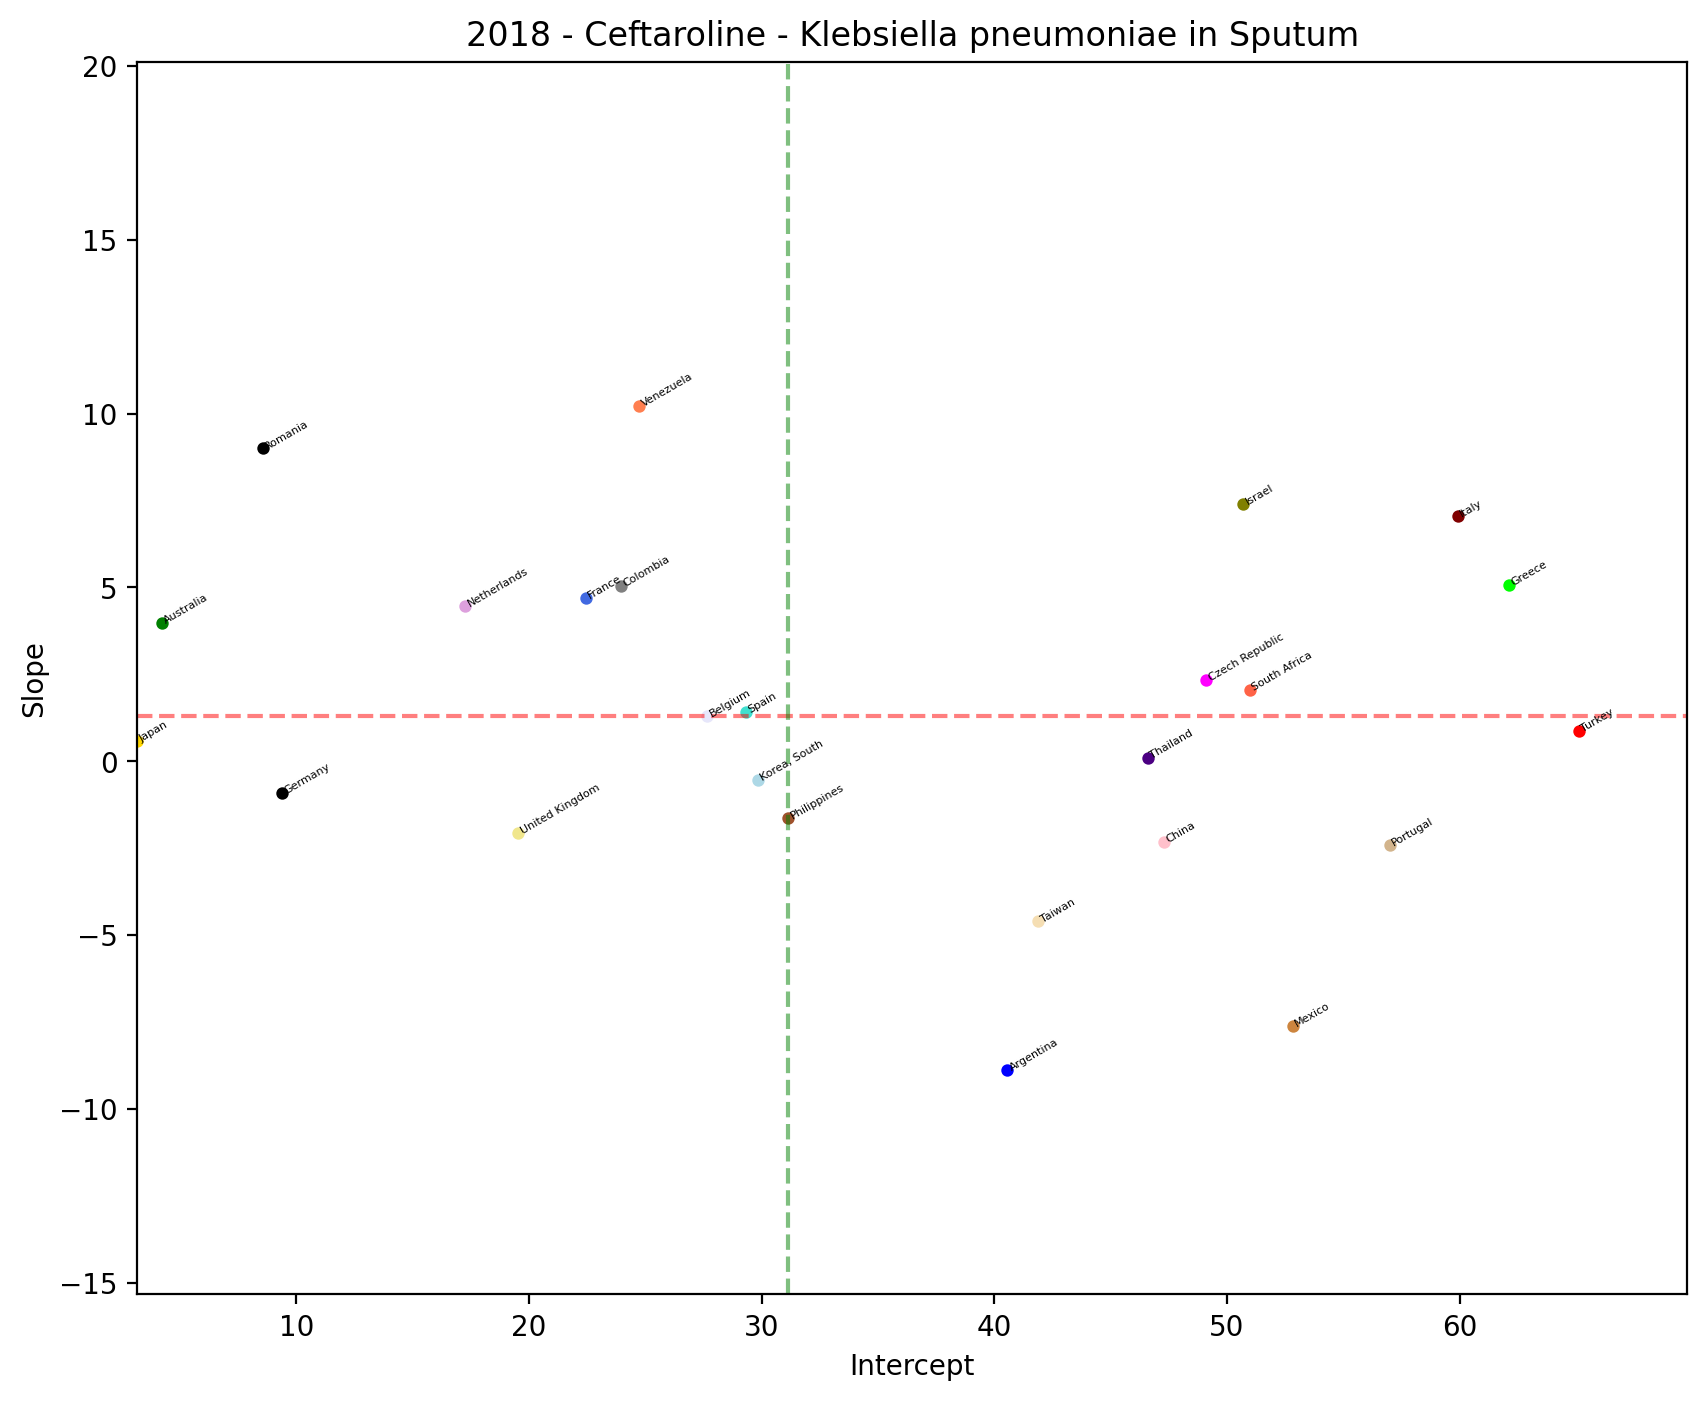 2018 - Ceftaroline - Klebsiella pneumoniae in Sputum
20
15
10
5
0
−5
−10
−15
Slope
Venezuela
Romania
Israel
Italy
Colombia
France
Netherlands
Greece
Australia
Czech Republic
South Africa
Belgium
Spain
Turkey
Japan
Thailand
Korea, South
Germany
United Kingdom
Philippines
China
Portugal
Taiwan
Mexico
Argentina
10
20
30
40
50
60
Intercept